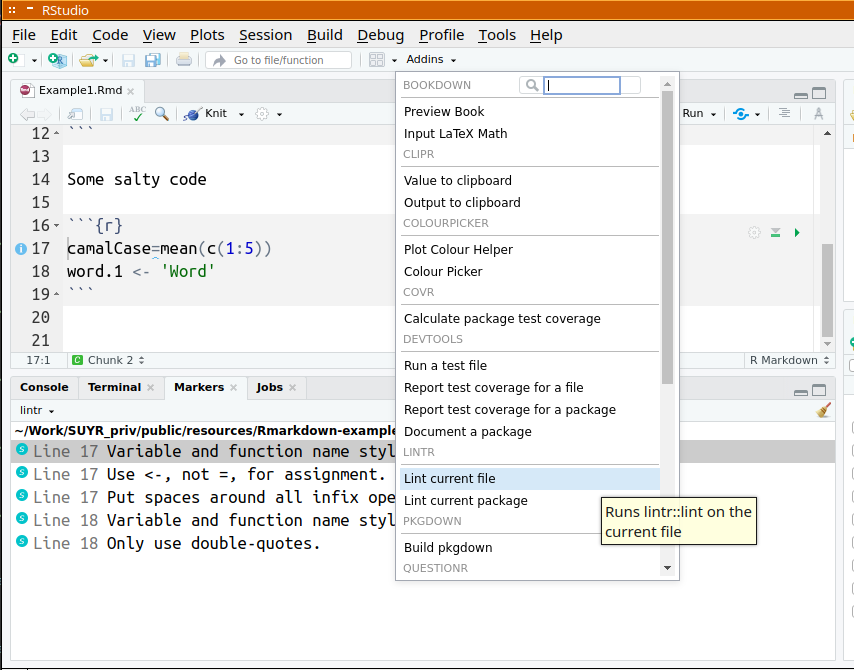 RStudio
File Edit Code View Plots Session Build Debug Profile Tools Help
Go to file/function Addins
Example1.Rmd
ABC Knit Run
12 ```
13
14 Some salty code
15
16 ```{r}
17 camalCase=mean(c(1:5))
18 word.1 <- 'Word'
19 ```
20
21
17:1 Chunk 2 R Markdown
BOOKDOWN
Preview Book
Input LaTeX Math
CLIPR
Value to clipboard
Output to clipboard
COLOURPICKER
Plot Colour Helper
Colour Picker
COVR
Calculate package test coverage
DEVTOOLS
Run a test file
Report test coverage for a file
Report test coverage for a package
Document a package
LINTR
Lint current file
Lint current package
PKGDOWN
Build pkgdown
QUESTIONR
Runs lintr::lint on the
current file
Console Terminal Markers Jobs
lintr
~/Work/SUYR_priv/public/resources/Rmarkdown-example
Line 17 Variable and function name styl
Line 17 Use <-, not =, for assignment.
Line 17 Put spaces around all infix ope
Line 18 Variable and function name styl
Line 18 Only use double-quotes.